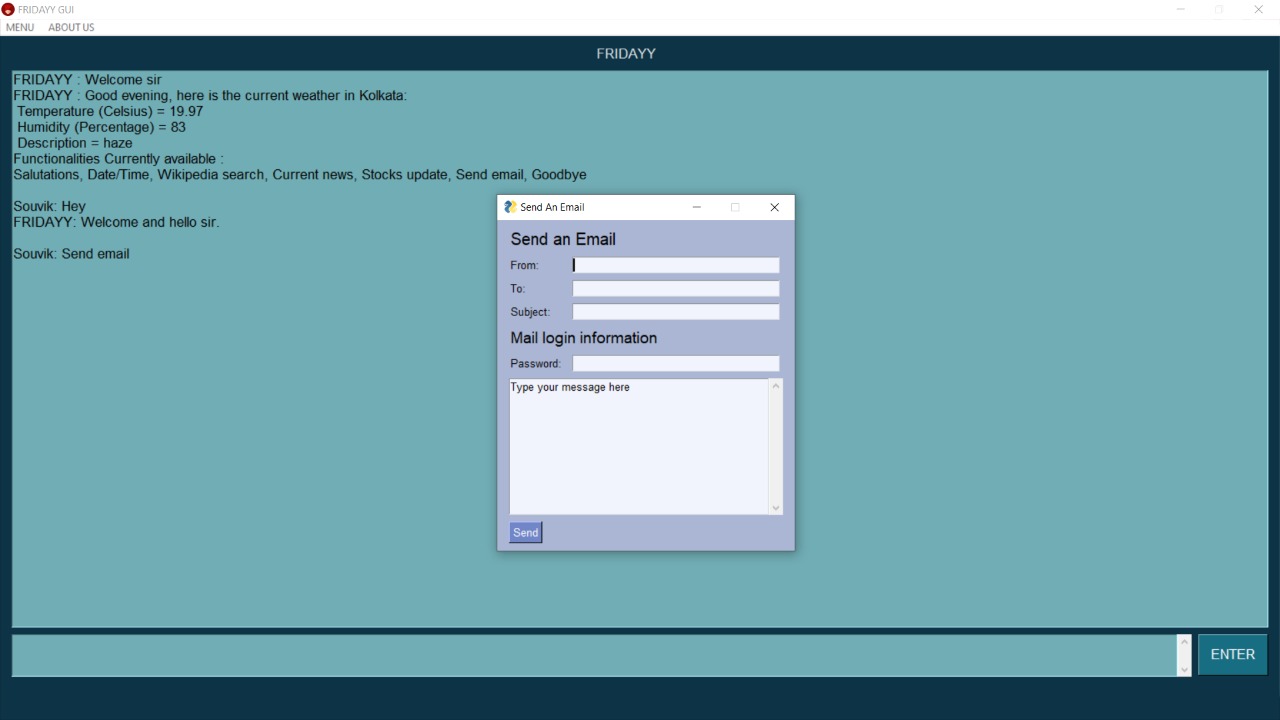 FRIDAYY GUI
MENU ABOUT US
FRIDAYY
FRIDAYY : Welcome sir
FRIDAYY : Good evening, here is the current weather in Kolkata:
Temperature (Celsius) = 19.97
Humidity (Percentage) = 83
Description = haze
Functionalities Currently available :
Salutations, Date/Time, Wikipedia search, Current news, Stocks update, Send email, Goodbye
Souvik: Hey
FRIDAYY: Welcome and hello sir.
Souvik: Send email
Send An Email
Send an Email
From:
To:
Subject:
Mail login information
Password:
Type your message here
Send
ENTER